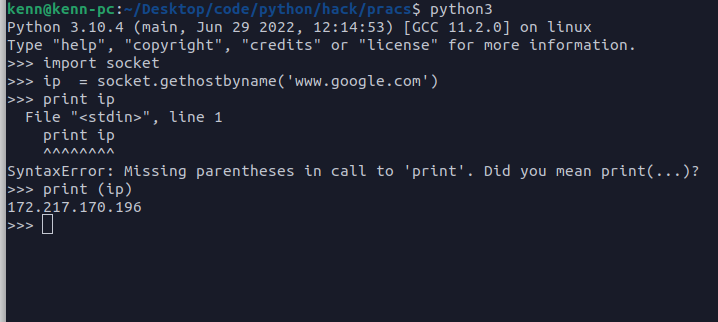 kenn@kenn-pc:~/Desktop/code/python/hack/pracs$ python3
Python 3.10.4 (main, Jun 29 2022, 12:14:53) [GCC 11.2.0] on linux
Type "help", "copyright", "credits" or "license" for more information.
>>> import socket
>>> ip  = socket.gethostbyname('www.google.com')
>>> print ip
  File "<stdin>", line 1
    print ip
    ^^^^^^^^
SyntaxError: Missing parentheses in call to 'print'. Did you mean print(...)?
>>> print (ip)
172.217.170.196
>>>